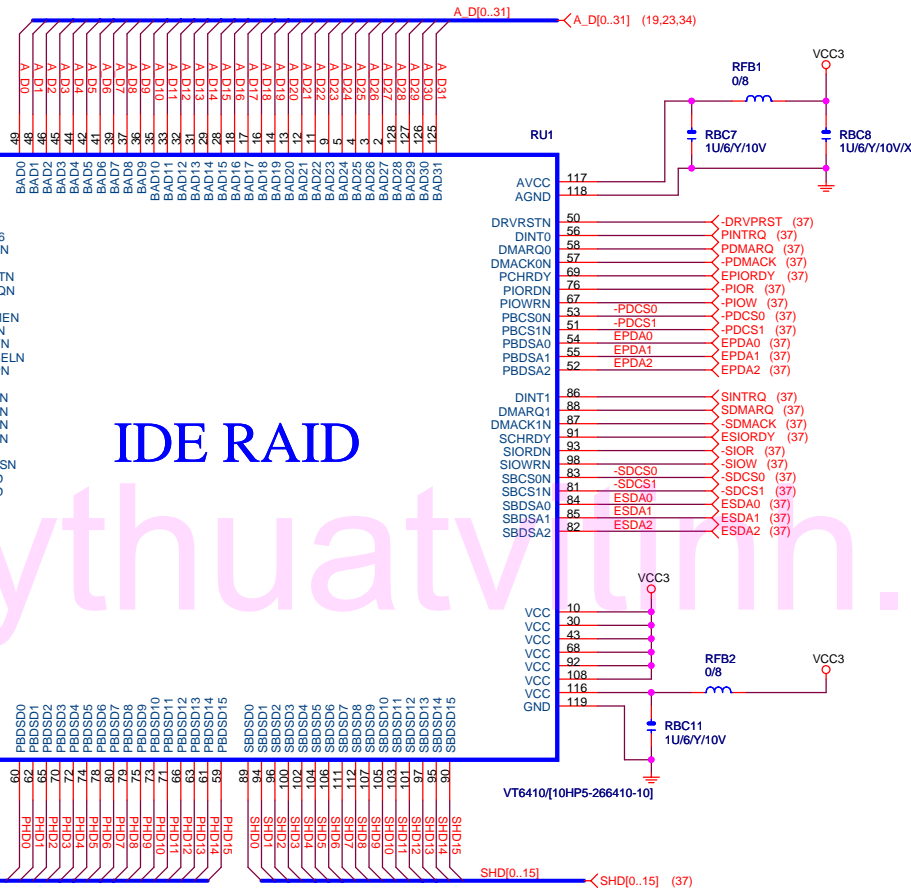 A_D[0..31]
A_D[0..31] (19,23,34)
A_D0 A_D1 A_D2 A_D3 A_D4 A_D5 A_D6 A_D7 A_D8 A_D9 A_D10 A_D11 A_D12 A_D13 A_D14 A_D15 A_D16 A_D17 A_D18 A_D19 A_D20 A_D21 A_D22 A_D23 A_D24 A_D25 A_D26 A_D27 A_D28 A_D29 A_D30 A_D31
49 48 46 45 44 42 41 39 37 36 35 33 32 31 29 28 18 17 16 14 13 12 11 9 5 4 3 2 128 127 126 125
BAD0 BAD1 BAD2 BAD3 BAD4 BAD5 BAD6 BAD7 BAD8 BAD9 BAD10 BAD11 BAD12 BAD13 BAD14 BAD15 BAD16 BAD17 BAD18 BAD19 BAD20 BAD21 BAD22 BAD23 BAD24 BAD25 BAD26 BAD27 BAD28 BAD29 BAD30 BAD31
RU1
RFB1
0/8
VCC3
RBC7
1U/6/Y/10V
RBC8
1U/6/Y/10V/X
AVCC 117
AGND 118
DRVRSTN 50 -DRVPRST (37)
DINT0 56 PINTRQ (37)
DMARQ0 58 PDMARQ (37)
DMACK0N 57 -PDMACK (37)
PCHRDY 69 EPIORDY (37)
PIORDN 76 -PIOR (37)
PIOWRN 67 -PIOW (37)
PBCS0N 53 -PDCS0 -PDCS0 (37)
PBCS1N 51 -PDCS1 -PDCS1 (37)
PBDSA0 54 EPDA0 EPDA0 (37)
PBDSA1 55 EPDA1 EPDA1 (37)
PBDSA2 52 EPDA2 EPDA2 (37)
DINT1 86 SINTRQ (37)
DMARQ1 88 SDMARQ (37)
DMACK1N 87 -SDMACK (37)
SCHRDY 91 ESIORDY (37)
SIORDN 93 -SIOR (37)
SIOWRN 98 -SIOW (37)
SBCS0N 83 -SDCS0 -SDCS0 (37)
SBCS1N 81 -SDCS1 -SDCS1 (37)
SBDSA0 84 ESDA0 ESDA0 (37)
SBDSA1 85 ESDA1 ESDA1 (37)
SBDSA2 82 ESDA2 ESDA2 (37)
6
N
TN
QN
N
N
ELN
N
N
N
N
N
SN
IDE RAID
ythuatvitinh.
VCC3
VCC 10
VCC 30
VCC 43
VCC 68
VCC 92
VCC 108
VCC 116
GND 119
RFB2
0/8
VCC3
RBC11
1U/6/Y/10V
VT6410/[10HP5-266410-10]
PBDSD0 PBDSD1 PBDSD2 PBDSD3 PBDSD4 PBDSD5 PBDSD6 PBDSD7 PBDSD8 PBDSD9 PBDSD10 PBDSD11 PBDSD12 PBDSD13 PBDSD14 PBDSD15
SBDSD0 SBDSD1 SBDSD2 SBDSD3 SBDSD4 SBDSD5 SBDSD6 SBDSD7 SBDSD8 SBDSD9 SBDSD10 SBDSD11 SBDSD12 SBDSD13 SBDSD14 SBDSD15
60 62 65 70 72 74 78 80 79 75 73 71 66 63 61 59
89 94 96 100 102 104 106 111 112 107 105 103 101 97 95 90
PHD0 PHD1 PHD2 PHD3 PHD4 PHD5 PHD6 PHD7 PHD8 PHD9 PHD10 PHD11 PHD12 PHD13 PHD14 PHD15
SHD0 SHD1 SHD2 SHD3 SHD4 SHD5 SHD6 SHD7 SHD8 SHD9 SHD10 SHD11 SHD12 SHD13 SHD14 SHD15
SHD[0..15]
SHD[0..15] (37)